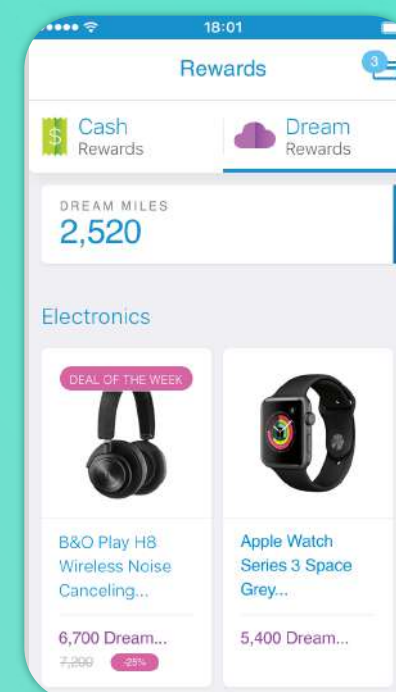 18:01
Rewards
3
$ Cash
Rewards
Dream
Rewards
DREAM MILES
2,520
Electronics
DEAL OF THE WEEK
B&O Play H8
Wireless Noise
Canceling...
6,700 Dream...
7,200 -25%
Apple Watch
Series 3 Space
Grey...
5,400 Dream...